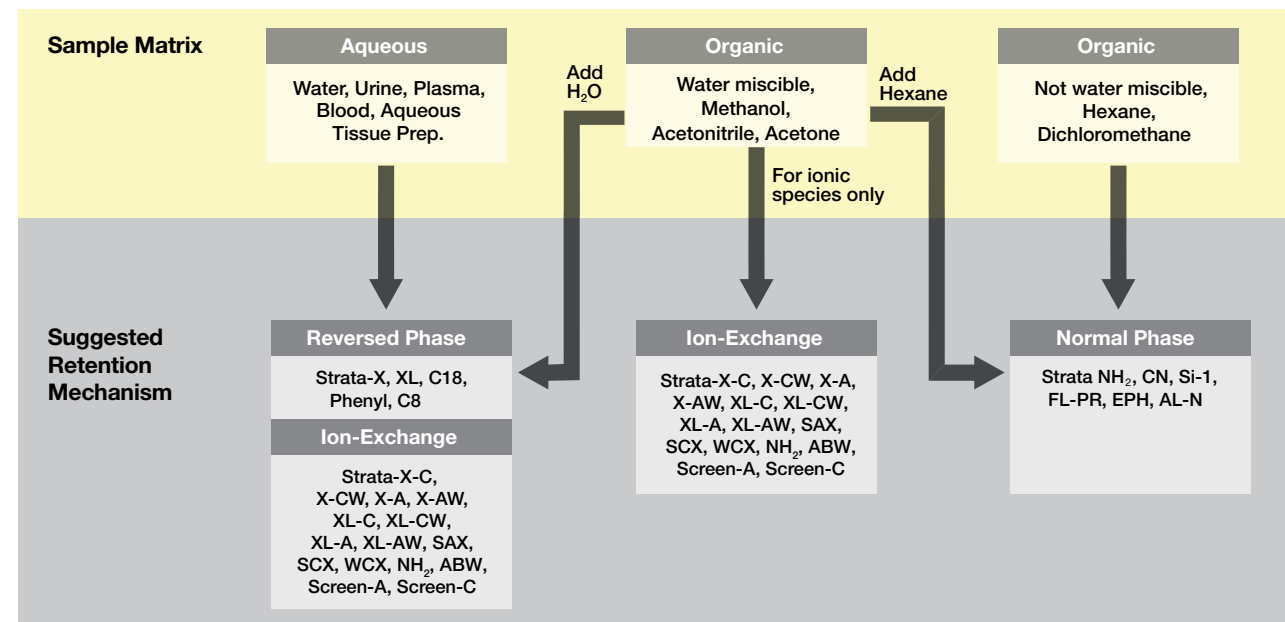 Sample Matrix
Aqueous
Water, Urine, Plasma,
Blood, Aqueous
Tissue Prep.
Add
H₂O
Organic
Water miscible,
Methanol,
Acetonitrile, Acetone
Add
Hexane
For ionic
species only
Organic
Not water miscible,
Hexane,
Dichloromethane
Suggested
Retention
Mechanism
Reversed Phase
Strata-X, XL, C18,
Phenyl, C8
Ion-Exchange
Strata-X-C,
X-CW, X-A, X-AW,
XL-C, XL-CW,
XL-A, XL-AW, SAX,
SCX, WCX, NH₂, ABW,
Screen-A, Screen-C
Ion-Exchange
Strata-X-C, X-CW, X-A,
X-AW, XL-C, XL-CW,
XL-A, XL-AW, SAX,
SCX, WCX, NH₂, ABW,
Screen-A, Screen-C
Normal Phase
Strata NH₂, CN, Si-1,
FL-PR, EPH, AL-N